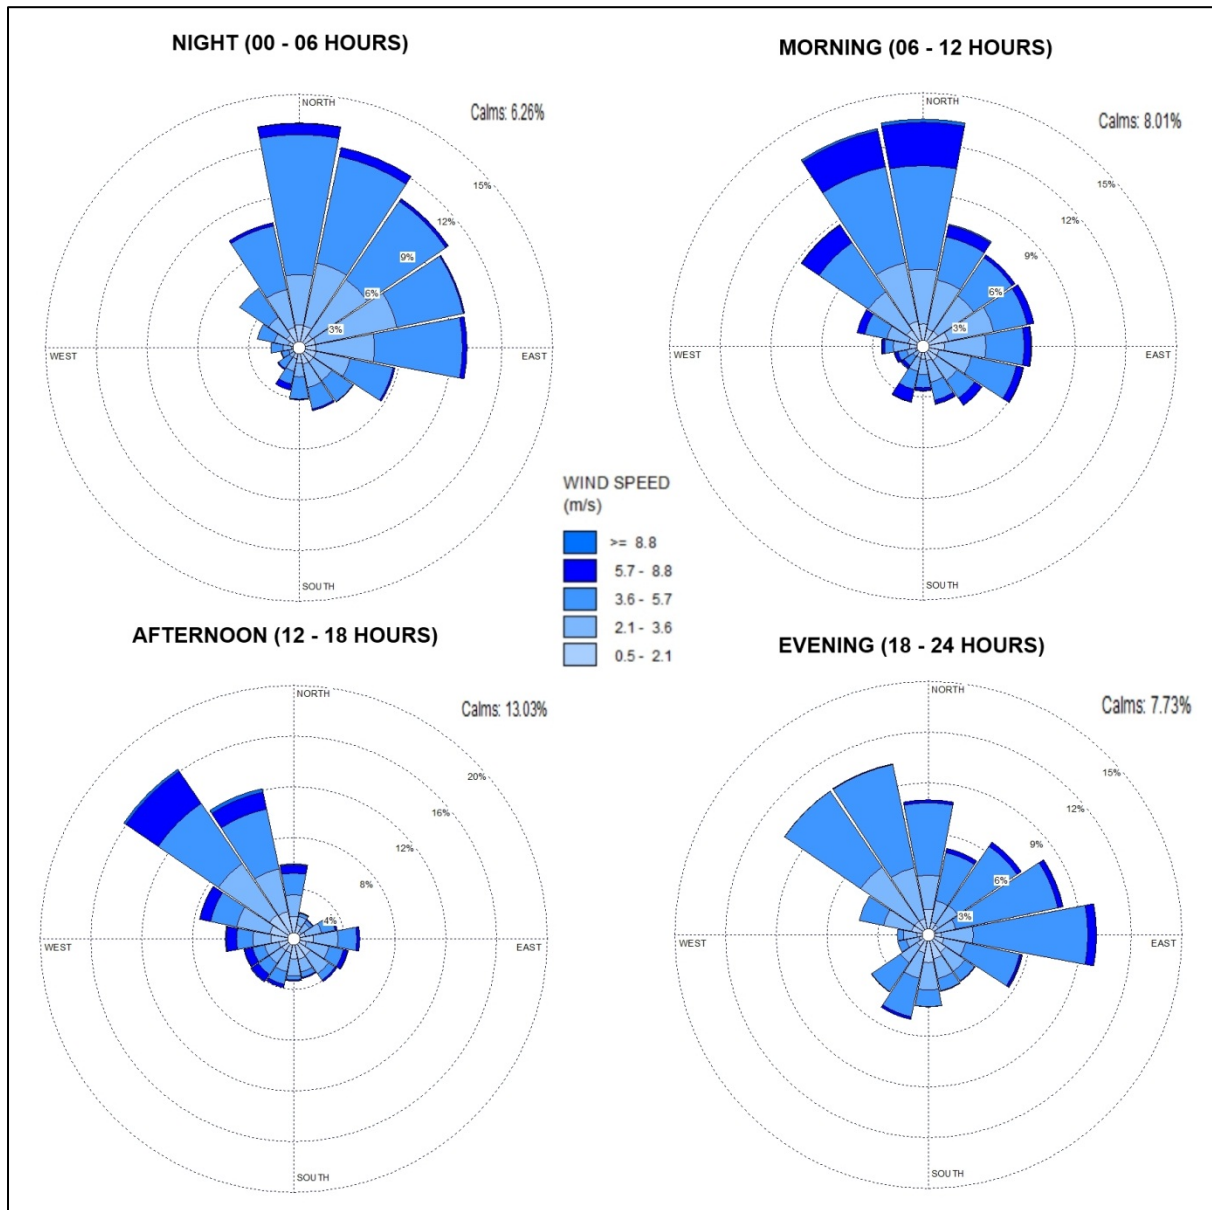 NIGHT (00 - 06 HOURS)
NORTH
Calms: 6.26%
15%
12%
9%
6%
3%
WEST
EAST
SOUTH
MORNING (06 - 12 HOURS)
NORTH
Calms: 8.01%
15%
12%
9%
6%
3%
WEST
EAST
SOUTH
WIND SPEED
(m/s)
>= 8.8
5.7 - 8.8
3.6 - 5.7
2.1 - 3.6
0.5 - 2.1
AFTERNOON (12 - 18 HOURS)
NORTH
Calms: 13.03%
20%
16%
12%
8%
4%
WEST
EAST
SOUTH
EVENING (18 - 24 HOURS)
NORTH
Calms: 7.73%
15%
12%
9%
6%
3%
WEST
EAST
SOUTH